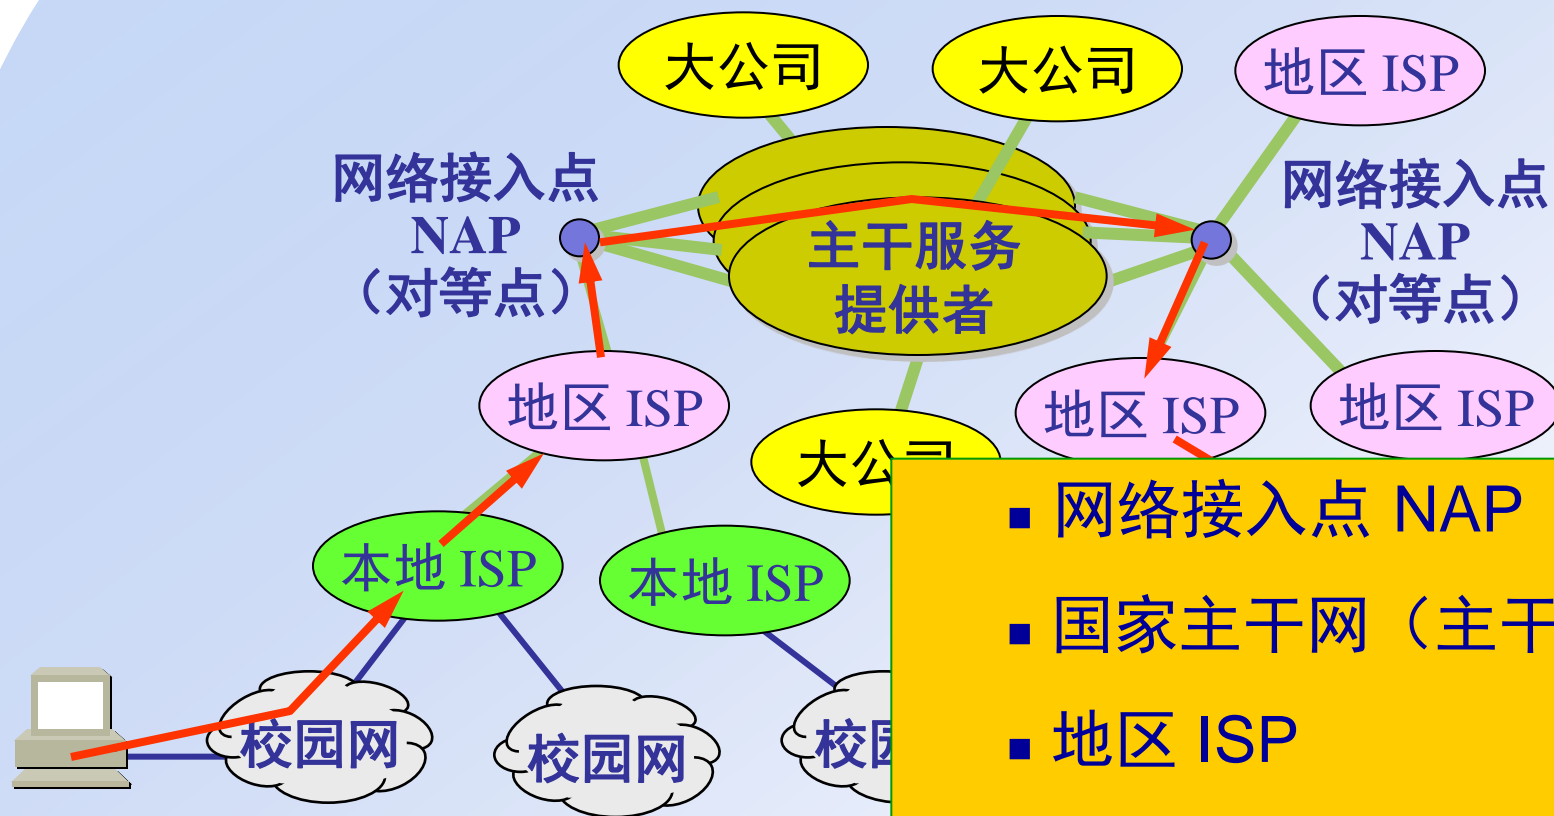 大公司
大公司
地区 ISP
网络接入点
NAP
（对等点）
主干服务
提供者
网络接入点
NAP
（对等点）
地区 ISP
地区 ISP
地区 ISP
大公
本地 ISP
本地 ISP
校园网
校园网
校
■ 网络接入点 NAP
■ 国家主干网（主干
■ 地区 ISP